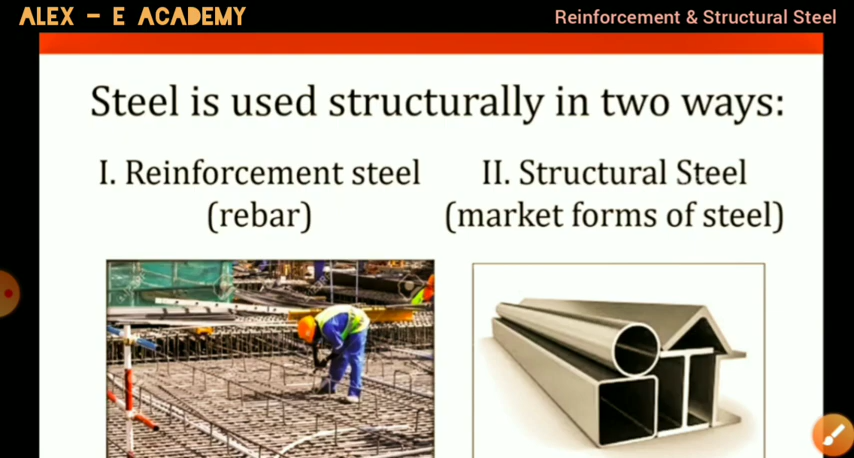 ALEX - E ACADEMY
Reinforcement & Structural Steel
Steel is used structurally in two ways:
I. Reinforcement steel
(rebar)
II. Structural Steel
(market forms of steel)